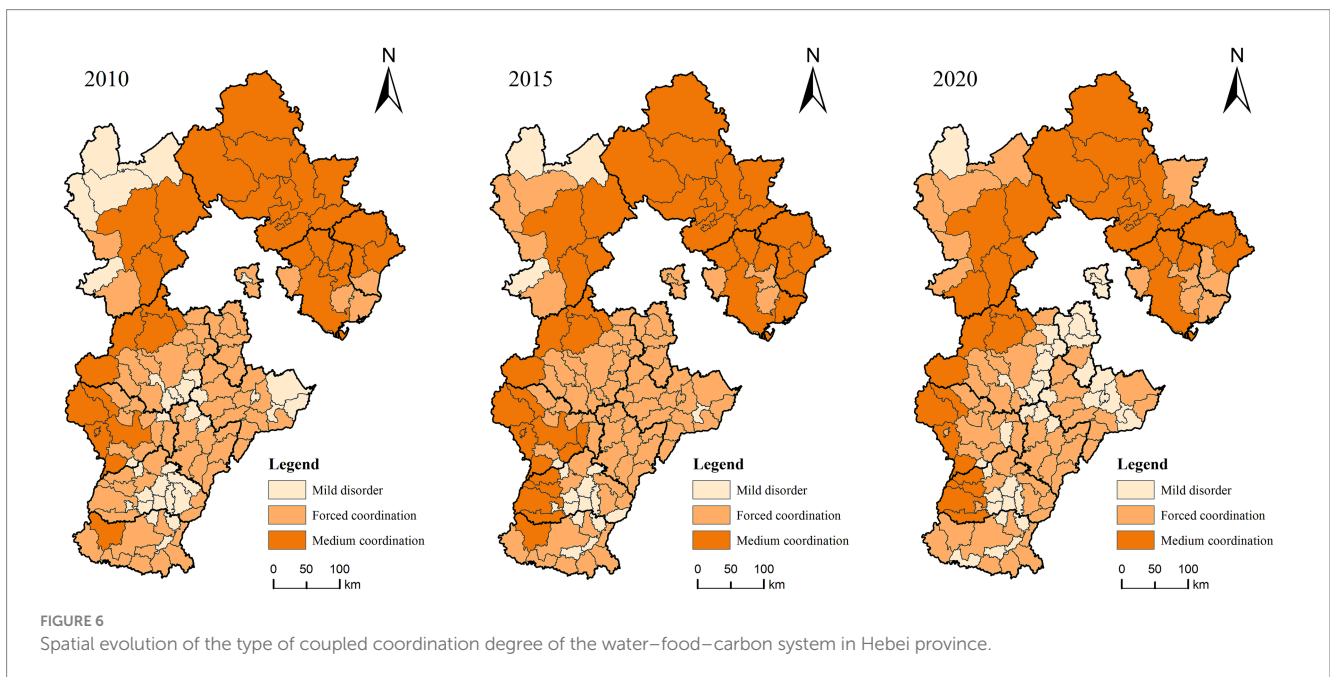 2010
N
Legend
Mild disorder
Forced coordination
Medium coordination
0 50 100
km
2015
N
Legend
Mild disorder
Forced coordination
Medium coordination
0 50 100
km
2020
N
Legend
Mild disorder
Forced coordination
Medium coordination
0 50 100
km
FIGURE 6
Spatial evolution of the type of coupled coordination degree of the water–food–carbon system in Hebei province.